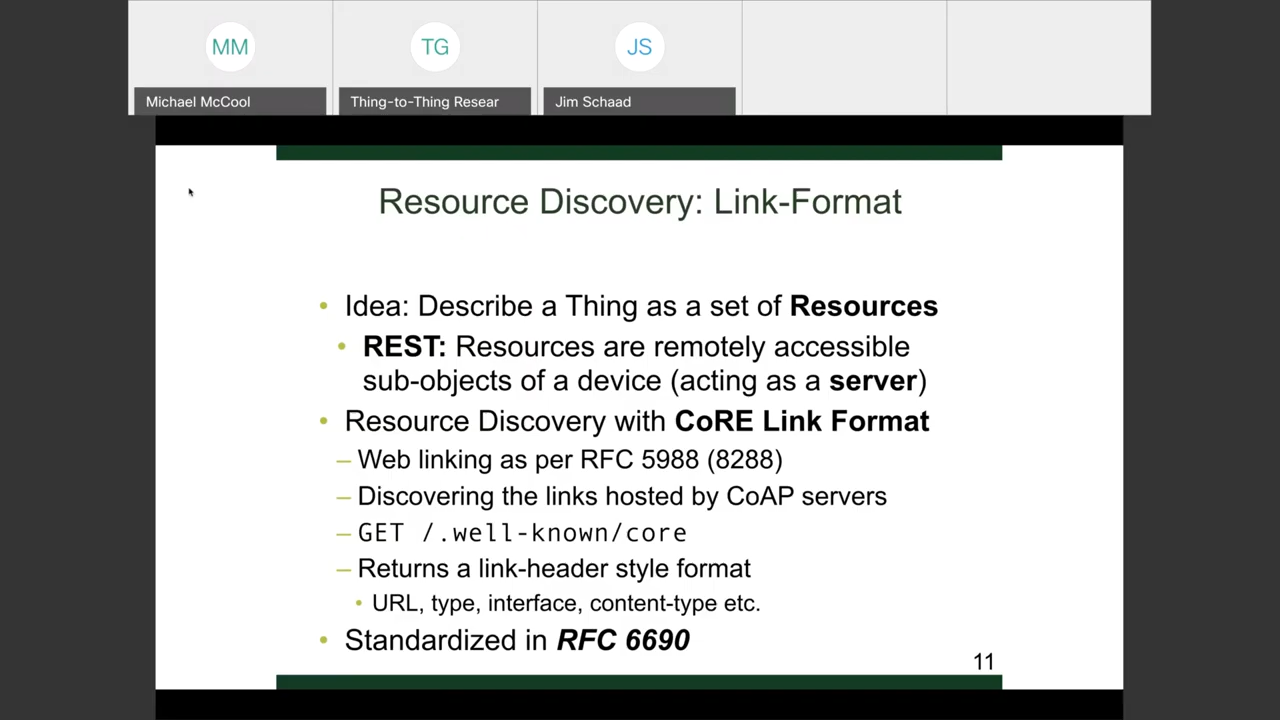 MM
TG
JS
Michael McCool
Thing-to-Thing Resear
Jim Schaad
Resource Discovery: Link-Format
• Idea: Describe a Thing as a set of Resources
• REST: Resources are remotely accessible
sub-objects of a device (acting as a server)
• Resource Discovery with CoRE Link Format
– Web linking as per RFC 5988 (8288)
– Discovering the links hosted by CoAP servers
– GET /.well-known/core
– Returns a link-header style format
• URL, type, interface, content-type etc.
• Standardized in RFC 6690
11